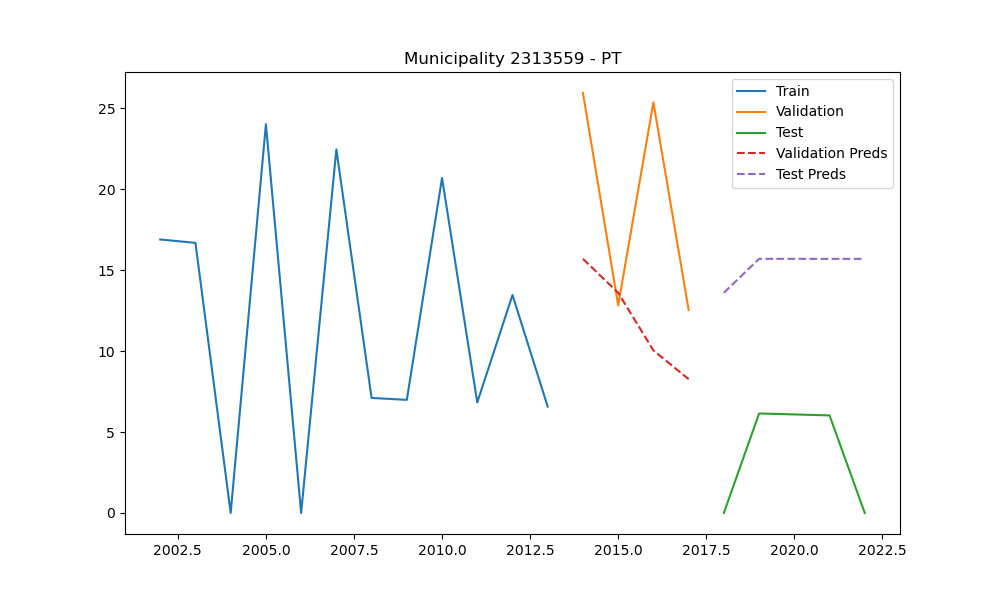 Municipality 2313559 - PT
Train
Validation
Test
Validation Preds
Test Preds
25
20
15
10
5
0
2002.5 2005.0 2007.5 2010.0 2012.5 2015.0 2017.5 2020.0 2022.5